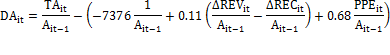 DA_it = TA_it / A_it−1 − (−7376 1 / A_it−1 + 0.11 (ΔREV_it / A_it−1 − ΔREC_it / A_it−1) + 0.68 PPE_it / A_it−1